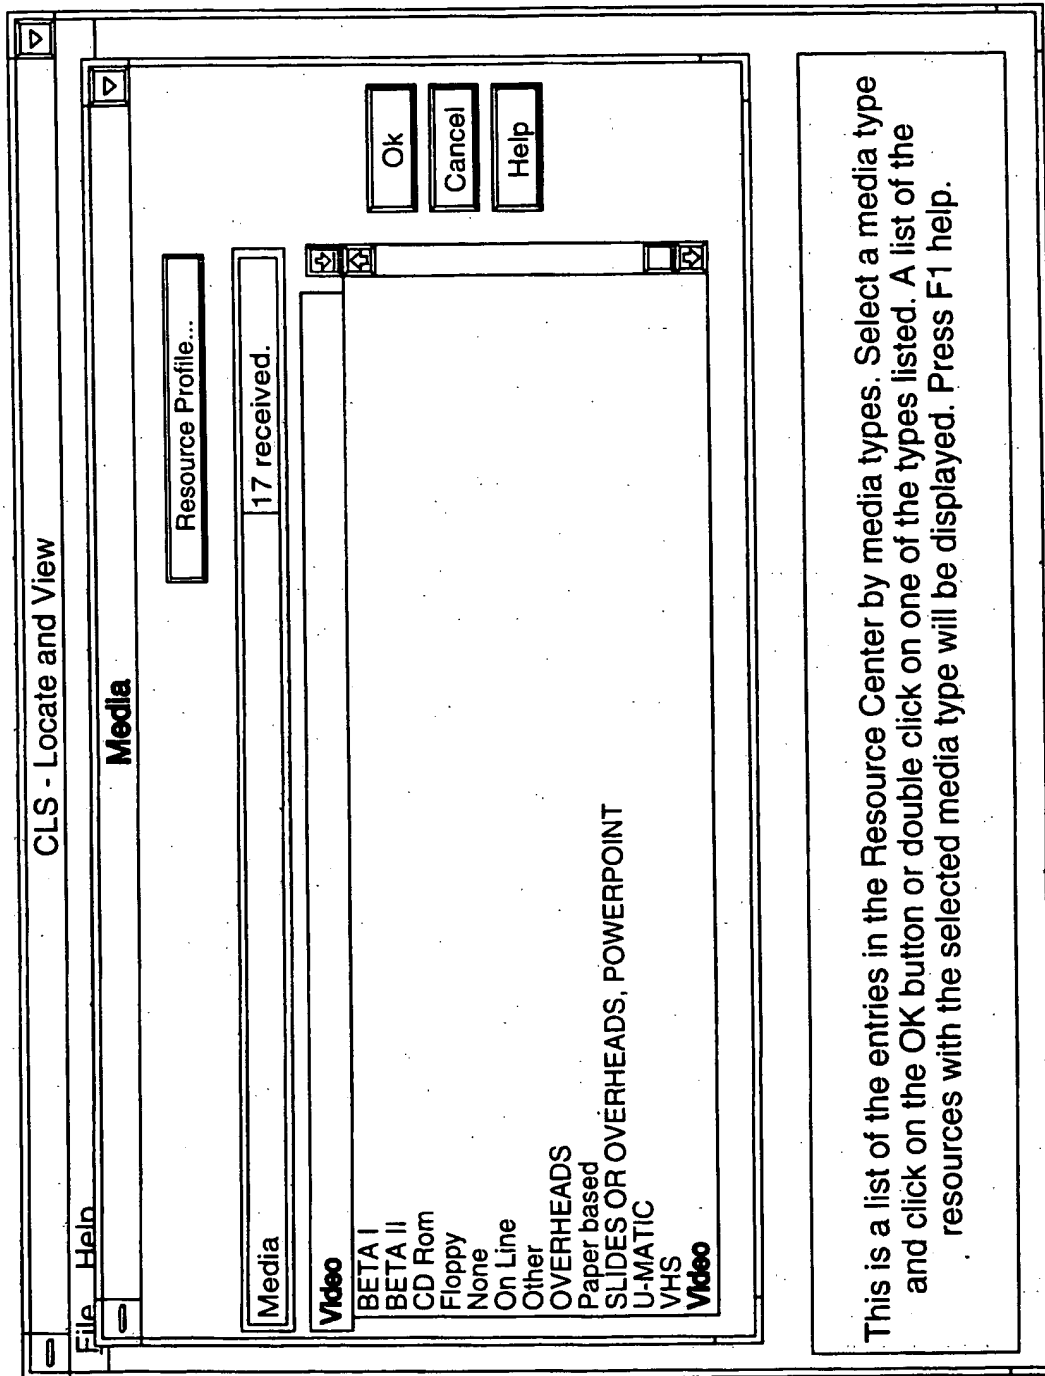 CLS - Locate and View
File Help
Media
Resource Profile...
Media 17 received.
Video
BETA I
BETA II
CD Rom
Floppy
None
On Line
Other
OVERHEADS
Paper based
SLIDES OR OVERHEADS, POWERPOINT
U-MATIC
VHS
Video
Ok
Cancel
Help
This is a list of the entries in the Resource Center by media types. Select a media type
and click on the OK button or double click on one of the types listed. A list of the
resources with the selected media type will be displayed. Press F1 help.